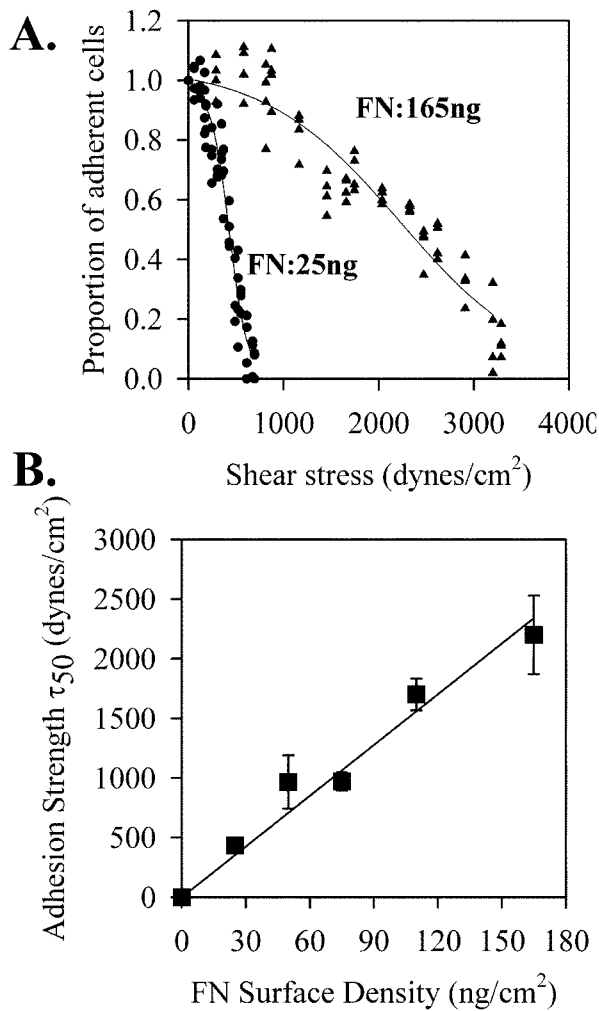 A.
1.2
1.0
0.8
0.6
0.4
0.2
0.0
Proportion of adherent cells
FN:165ng
FN:25ng
0 1000 2000 3000 4000
Shear stress (dynes/cm²)
B.
3000
2500
2000
1500
1000
500
0
Adhesion Strength τ50 (dynes/cm²)
0 30 60 90 120 150 180
FN Surface Density (ng/cm²)